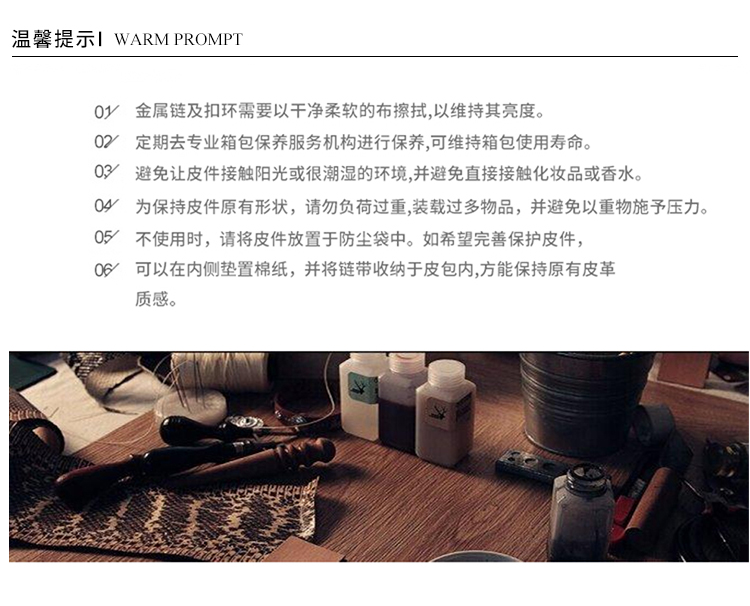 温馨提示 WARM PROMPT
01 金属链及扣环需要以干净柔软的布擦拭,以维持其亮度。
02 定期去专业箱包保养服务机构进行保养,可维持箱包使用寿命。
03 避免让皮件接触阳光或很潮湿的环境,并避免直接接触化妆品或香水。
04 为保持皮件原有形状，请勿负荷过重,装载过多物品，并避免以重物施予压力。
05 不使用时，请将皮件放置于防尘袋中。如希望完善保护皮件，
06 可以在内侧垫置棉纸，并将链带收纳于皮包内,方能保持原有皮革
质感。